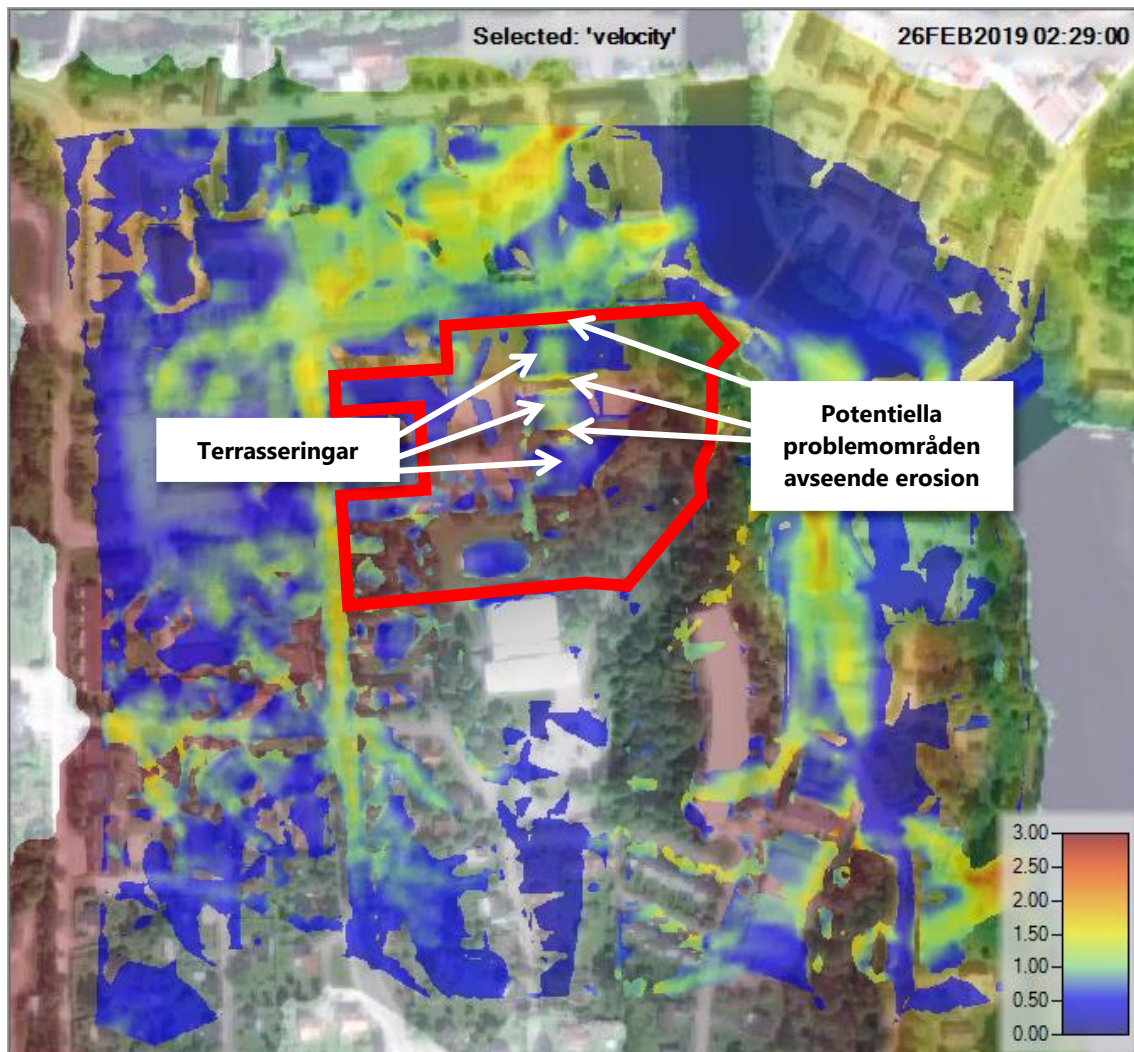 Selected: 'velocity'
26FEB2019 02:29:00
Terrasseringar
Potentiella
problemområden
avseende erosion
3.00
2.50
2.00
1.50
1.00
0.50
0.00